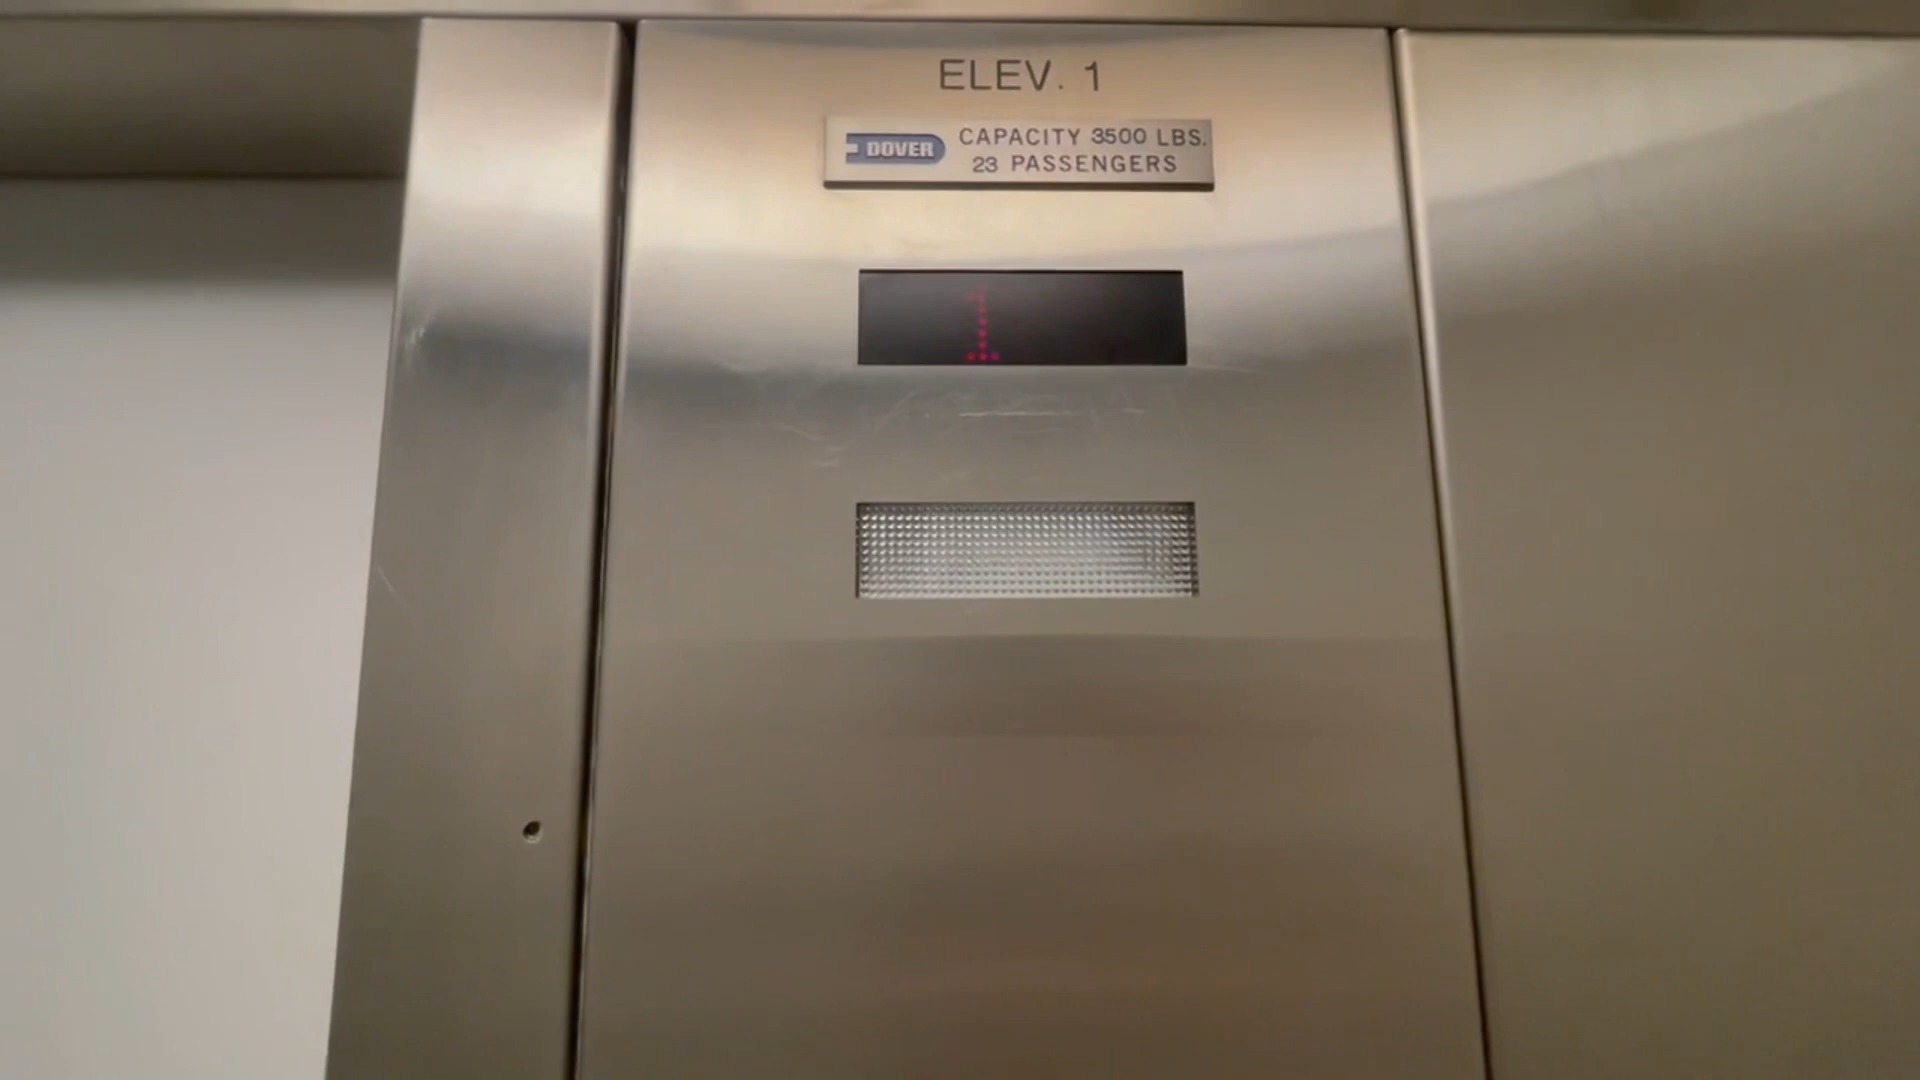 ELEV. 1
DOVER
CAPACITY 3500 LBS.
23 PASSENGERS
1